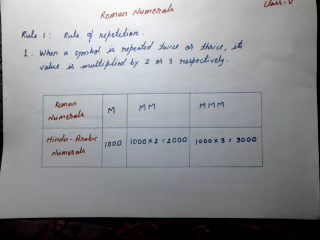 Roman Numerals
Class-V
Rule 1: Rule of repetition.
1. When a symbol is repeated twice or thrice, its
value is multiplied by 2 or 3 respectively.
Roman Numerals M MM MMM
Hindu-Arabic Numerals 1000 1000×2=2000 1000×3=3000